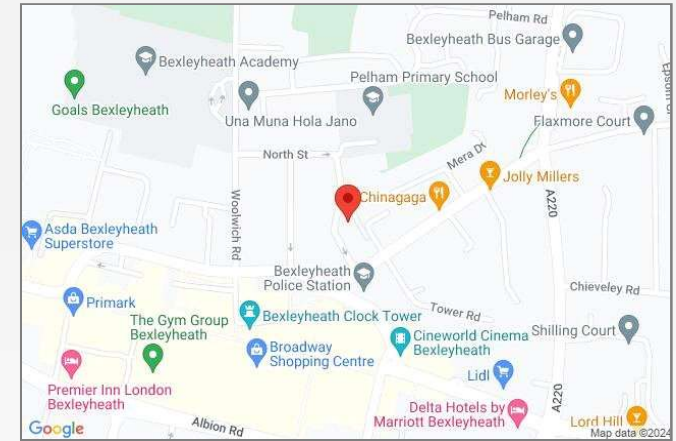 Pelham Rd
Bexleyheath Bus Garage
Bexleyheath Academy
Pelham Primary School
Goals Bexleyheath
Morley's
Una Muna Hola Jano
Flaxmore Court
North St
Mera Dr
Jolly Millers
Woolwich Rd
Chinagaga
A220
Asda Bexleyheath
Superstore
Bexleyheath
Police Station
Chieveley Rd
Primark
Tower Rd
Bexleyheath Clock Tower
The Gym Group
Bexleyheath
Broadway
Shopping Centre
Cineworld Cinema
Bexleyheath
Shilling Court
Lidl
Premier Inn London
Bexleyheath
A220
Delta Hotels by
Marriott Bexleyheath
Lord Hill
Albion Rd
Google
Map data ©2024